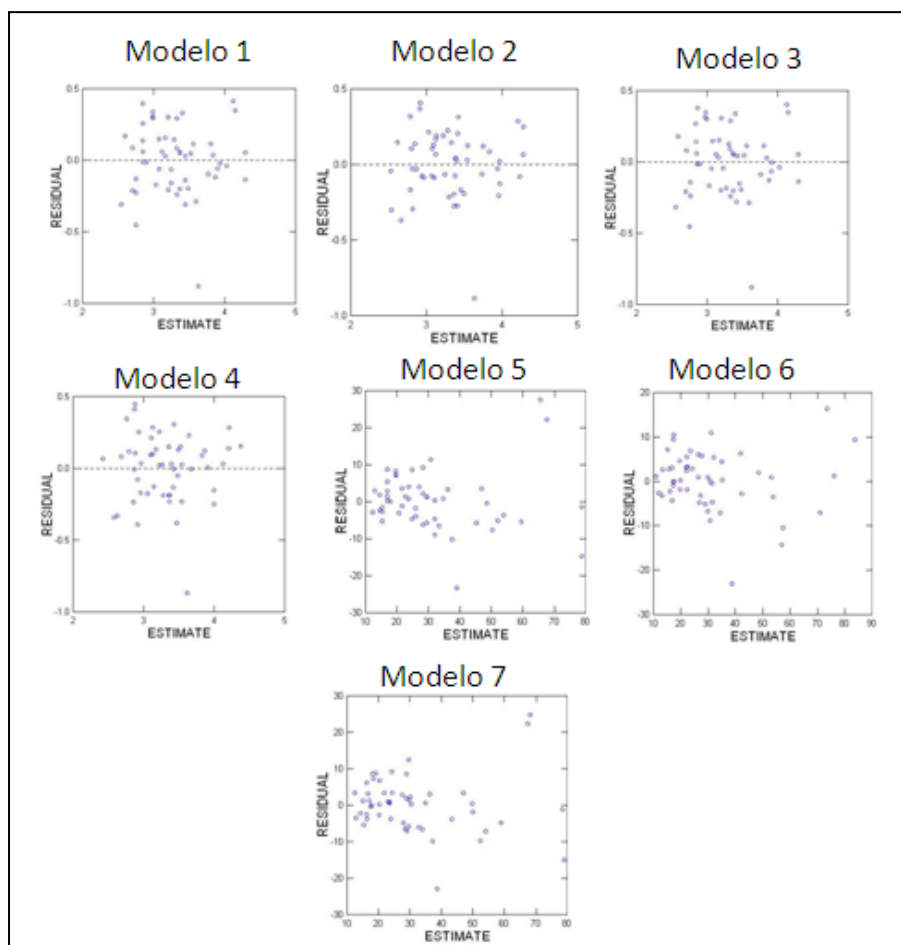 Modelo 1
Modelo 2
Modelo 3
0.5
0.0
-0.5
-1.0
RESIDUAL
2 3 4 5
ESTIMATE
0.5
0.0
-0.5
-1.0
RESIDUAL
2 3 4 5
ESTIMATE
0.5
0.0
-0.5
-1.0
RESIDUAL
2 3 4 5
ESTIMATE
Modelo 4
Modelo 5
Modelo 6
0.5
0.0
-0.5
-1.0
RESIDUAL
2 3 4 5
ESTIMATE
30
20
10
0
-10
-20
-30
RESIDUAL
10 20 30 40 50 60 70 80
ESTIMATE
20
10
0
-10
-20
-30
RESIDUAL
10 20 30 40 50 60 70 80 90
ESTIMATE
Modelo 7
30
20
10
0
-10
-20
-30
RESIDUAL
10 20 30 40 50 60 70 80
ESTIMATE